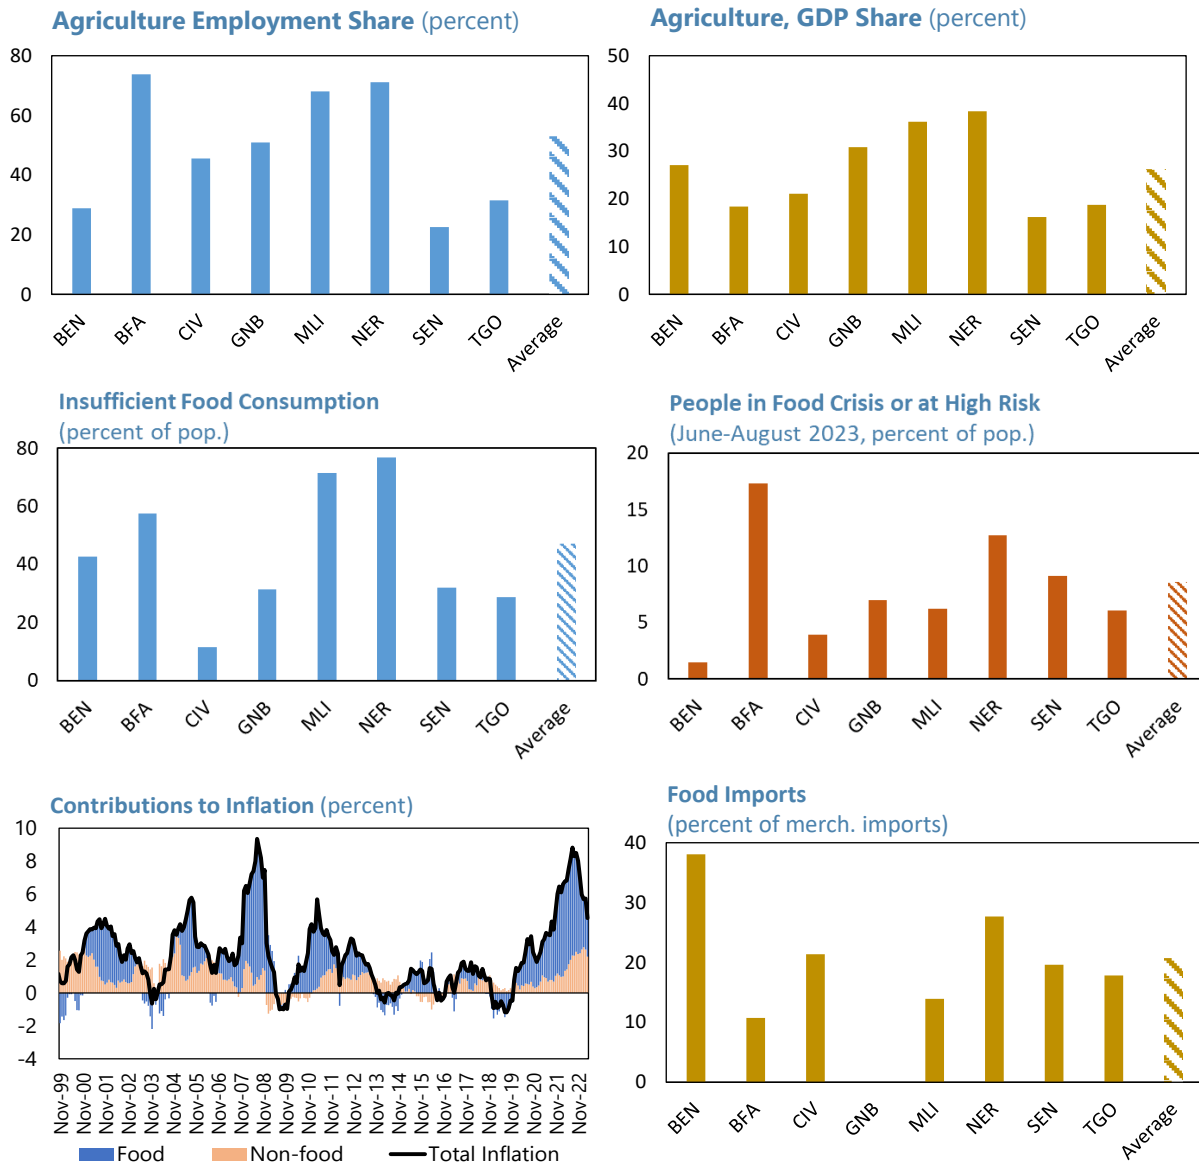 Agriculture Employment Share (percent)
80
60
40
20
0
BEN
BFA
CIV
GNB
MLI
NER
SEN
TGO
Average
Agriculture, GDP Share (percent)
50
40
30
20
10
0
BEN
BFA
CIV
GNB
MLI
NER
SEN
TGO
Average
Insufficient Food Consumption
(percent of pop.)
80
60
40
20
0
BEN
BFA
CIV
GNB
MLI
NER
SEN
TGO
Average
People in Food Crisis or at High Risk
(June-August 2023, percent of pop.)
20
15
10
5
0
BEN
BFA
CIV
GNB
MLI
NER
SEN
TGO
Average
Contributions to Inflation (percent)
10
8
6
4
2
0
-2
-4
Nov-99
Nov-00
Nov-01
Nov-02
Nov-03
Nov-04
Nov-05
Nov-06
Nov-07
Nov-08
Nov-09
Nov-10
Nov-11
Nov-12
Nov-13
Nov-14
Nov-15
Nov-16
Nov-17
Nov-18
Nov-19
Nov-20
Nov-21
Nov-22
Food
Non-food
Total Inflation
Food Imports
(percent of merch. imports)
40
30
20
10
0
BEN
BFA
CIV
GNB
MLI
NER
SEN
TGO
Average